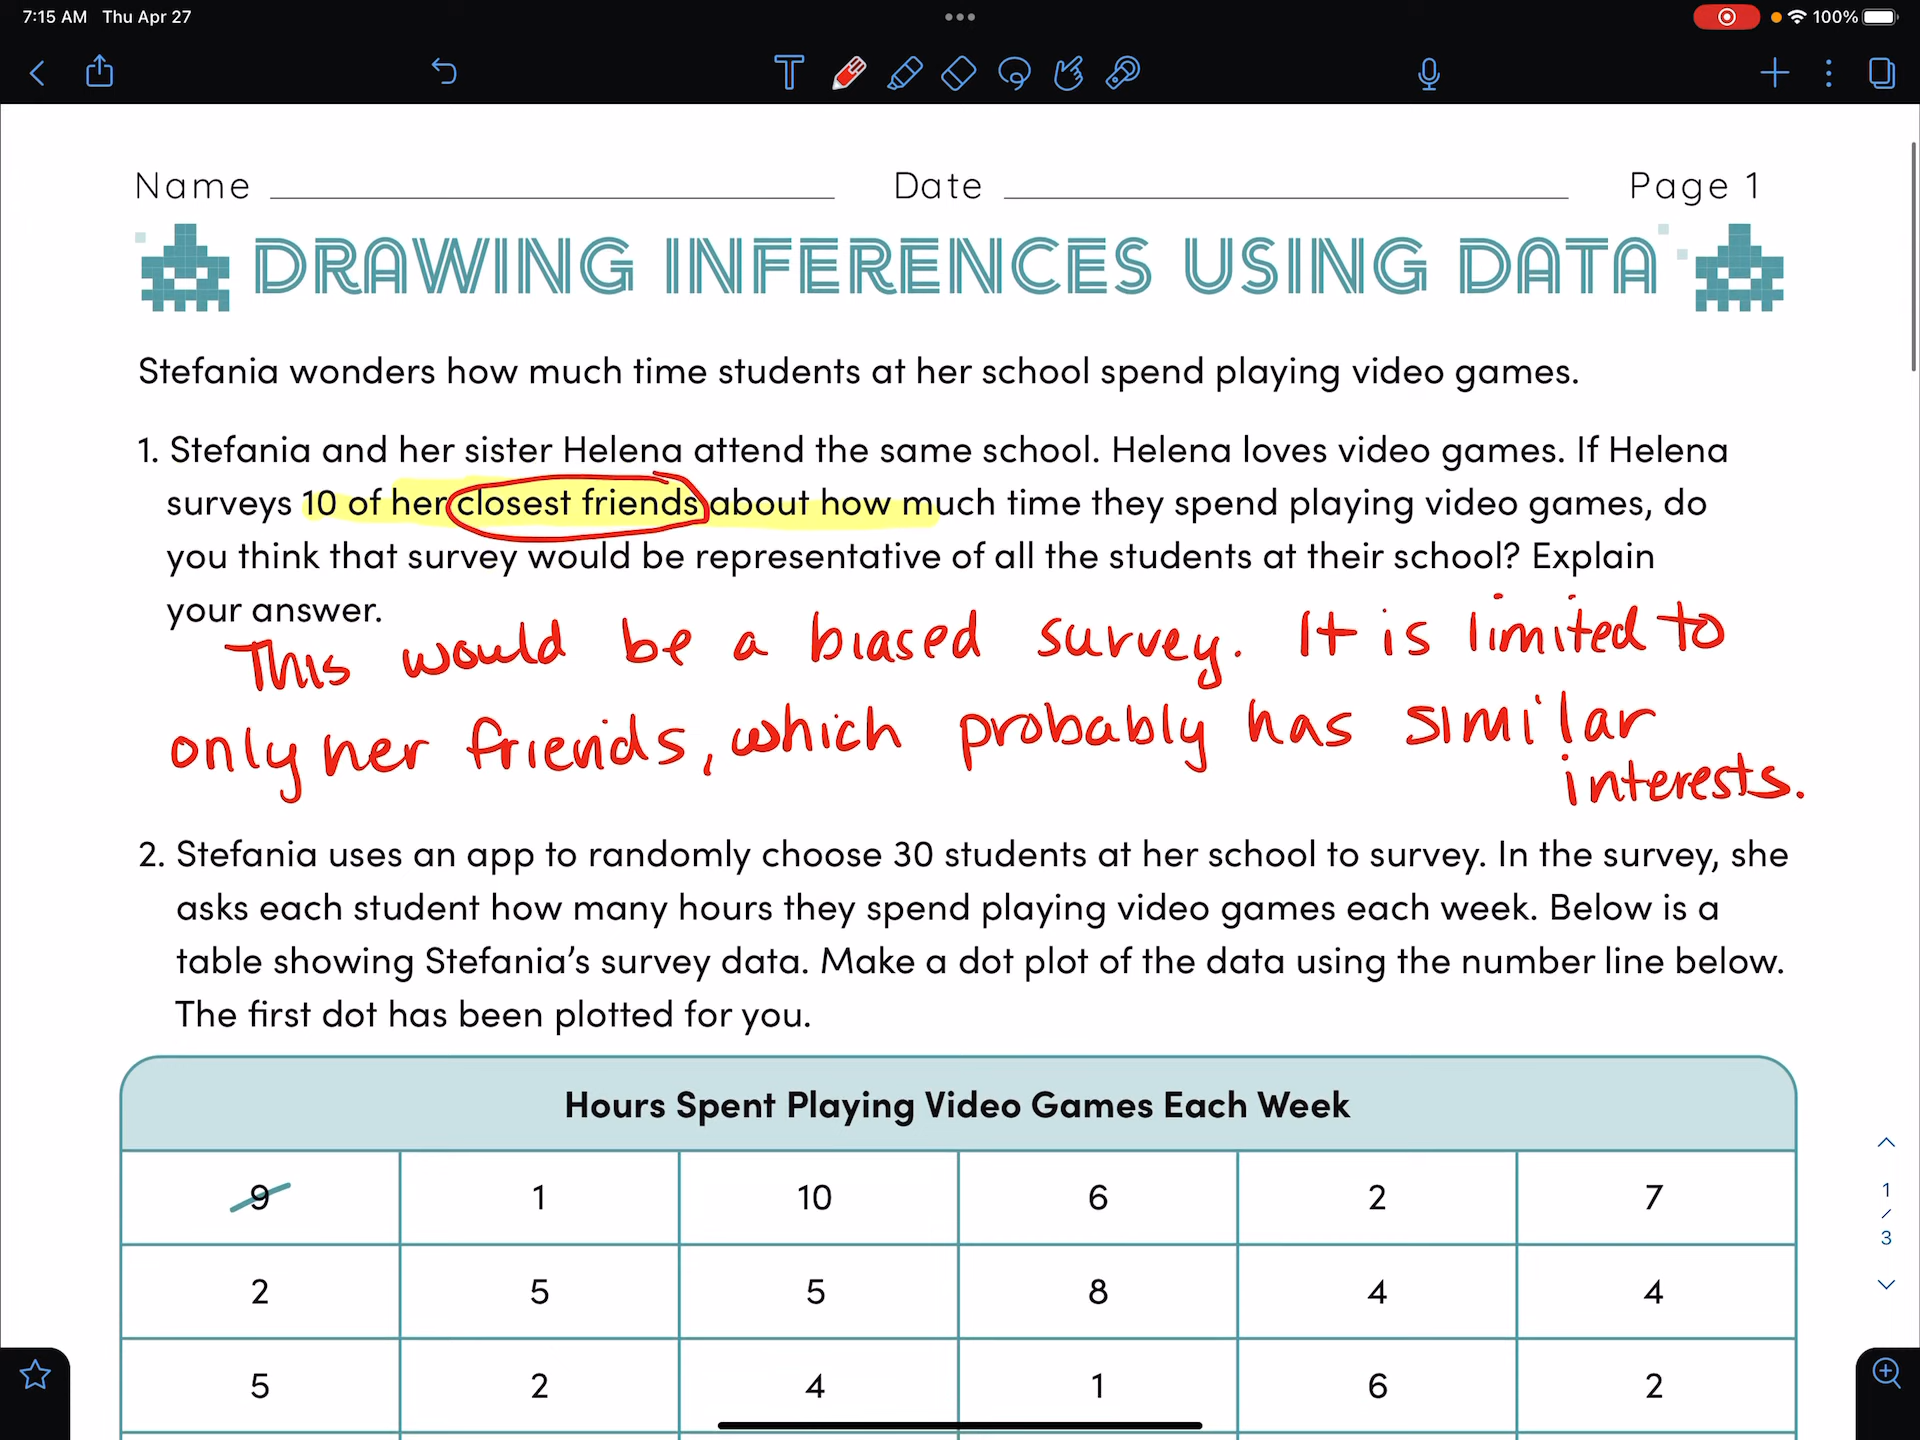 7:15 AM Thu Apr 27
100%
Name Date Page 1
DRAWING INFERENCES USING DATA
Stefania wonders how much time students at her school spend playing video games.
1. Stefania and her sister Helena attend the same school. Helena loves video games. If Helena
surveys 10 of her closest friends about how much time they spend playing video games, do
you think that survey would be representative of all the students at their school? Explain
your answer.
This would be a biased survey. It is limited to
only her friends, which probably has similar
interests.
2. Stefania uses an app to randomly choose 30 students at her school to survey. In the survey, she
asks each student how many hours they spend playing video games each week. Below is a
table showing Stefania's survey data. Make a dot plot of the data using the number line below.
The first dot has been plotted for you.
Hours Spent Playing Video Games Each Week
9 1 10 6 2 7
2 5 5 8 4 4
5 2 4 1 6 2
1
/
3